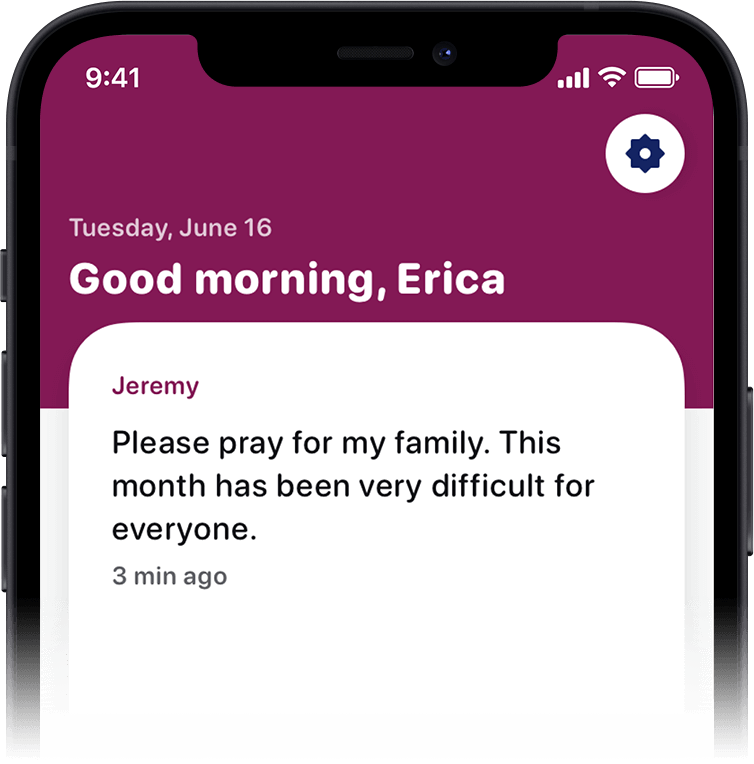 9:41
Tuesday, June 16
Good morning, Erica
Jeremy
Please pray for my family. This
month has been very difficult for
everyone.
3 min ago